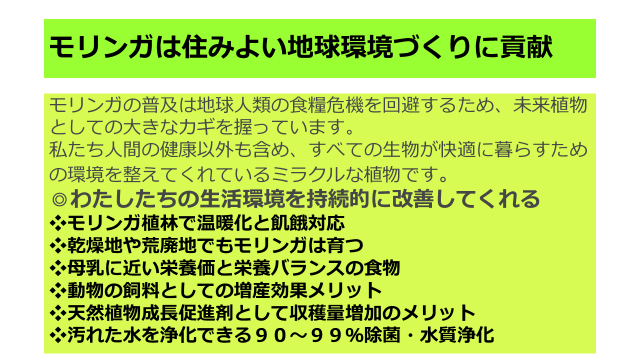 モリンガは住みよい地球環境づくりに貢献
モリンガの普及は地球人類の食糧危機を回避するため、未来植物
としての大きなカギを握っています。
私たち人間の健康以外も含め、すべての生物が快適に暮らすため
の環境を整えてくれているミラクルな植物です。
◎わたしたちの生活環境を持続的に改善してくれる
❖モリンガ植林で温暖化と飢餓対応
❖乾燥地や荒廃地でもモリンガは育つ
❖母乳に近い栄養価と栄養バランスの食物
❖動物の飼料としての増産効果メリット
❖天然植物成長促進剤として収穫量増加のメリット
❖汚れた水を浄化できる９０～９９％除菌・水質浄化